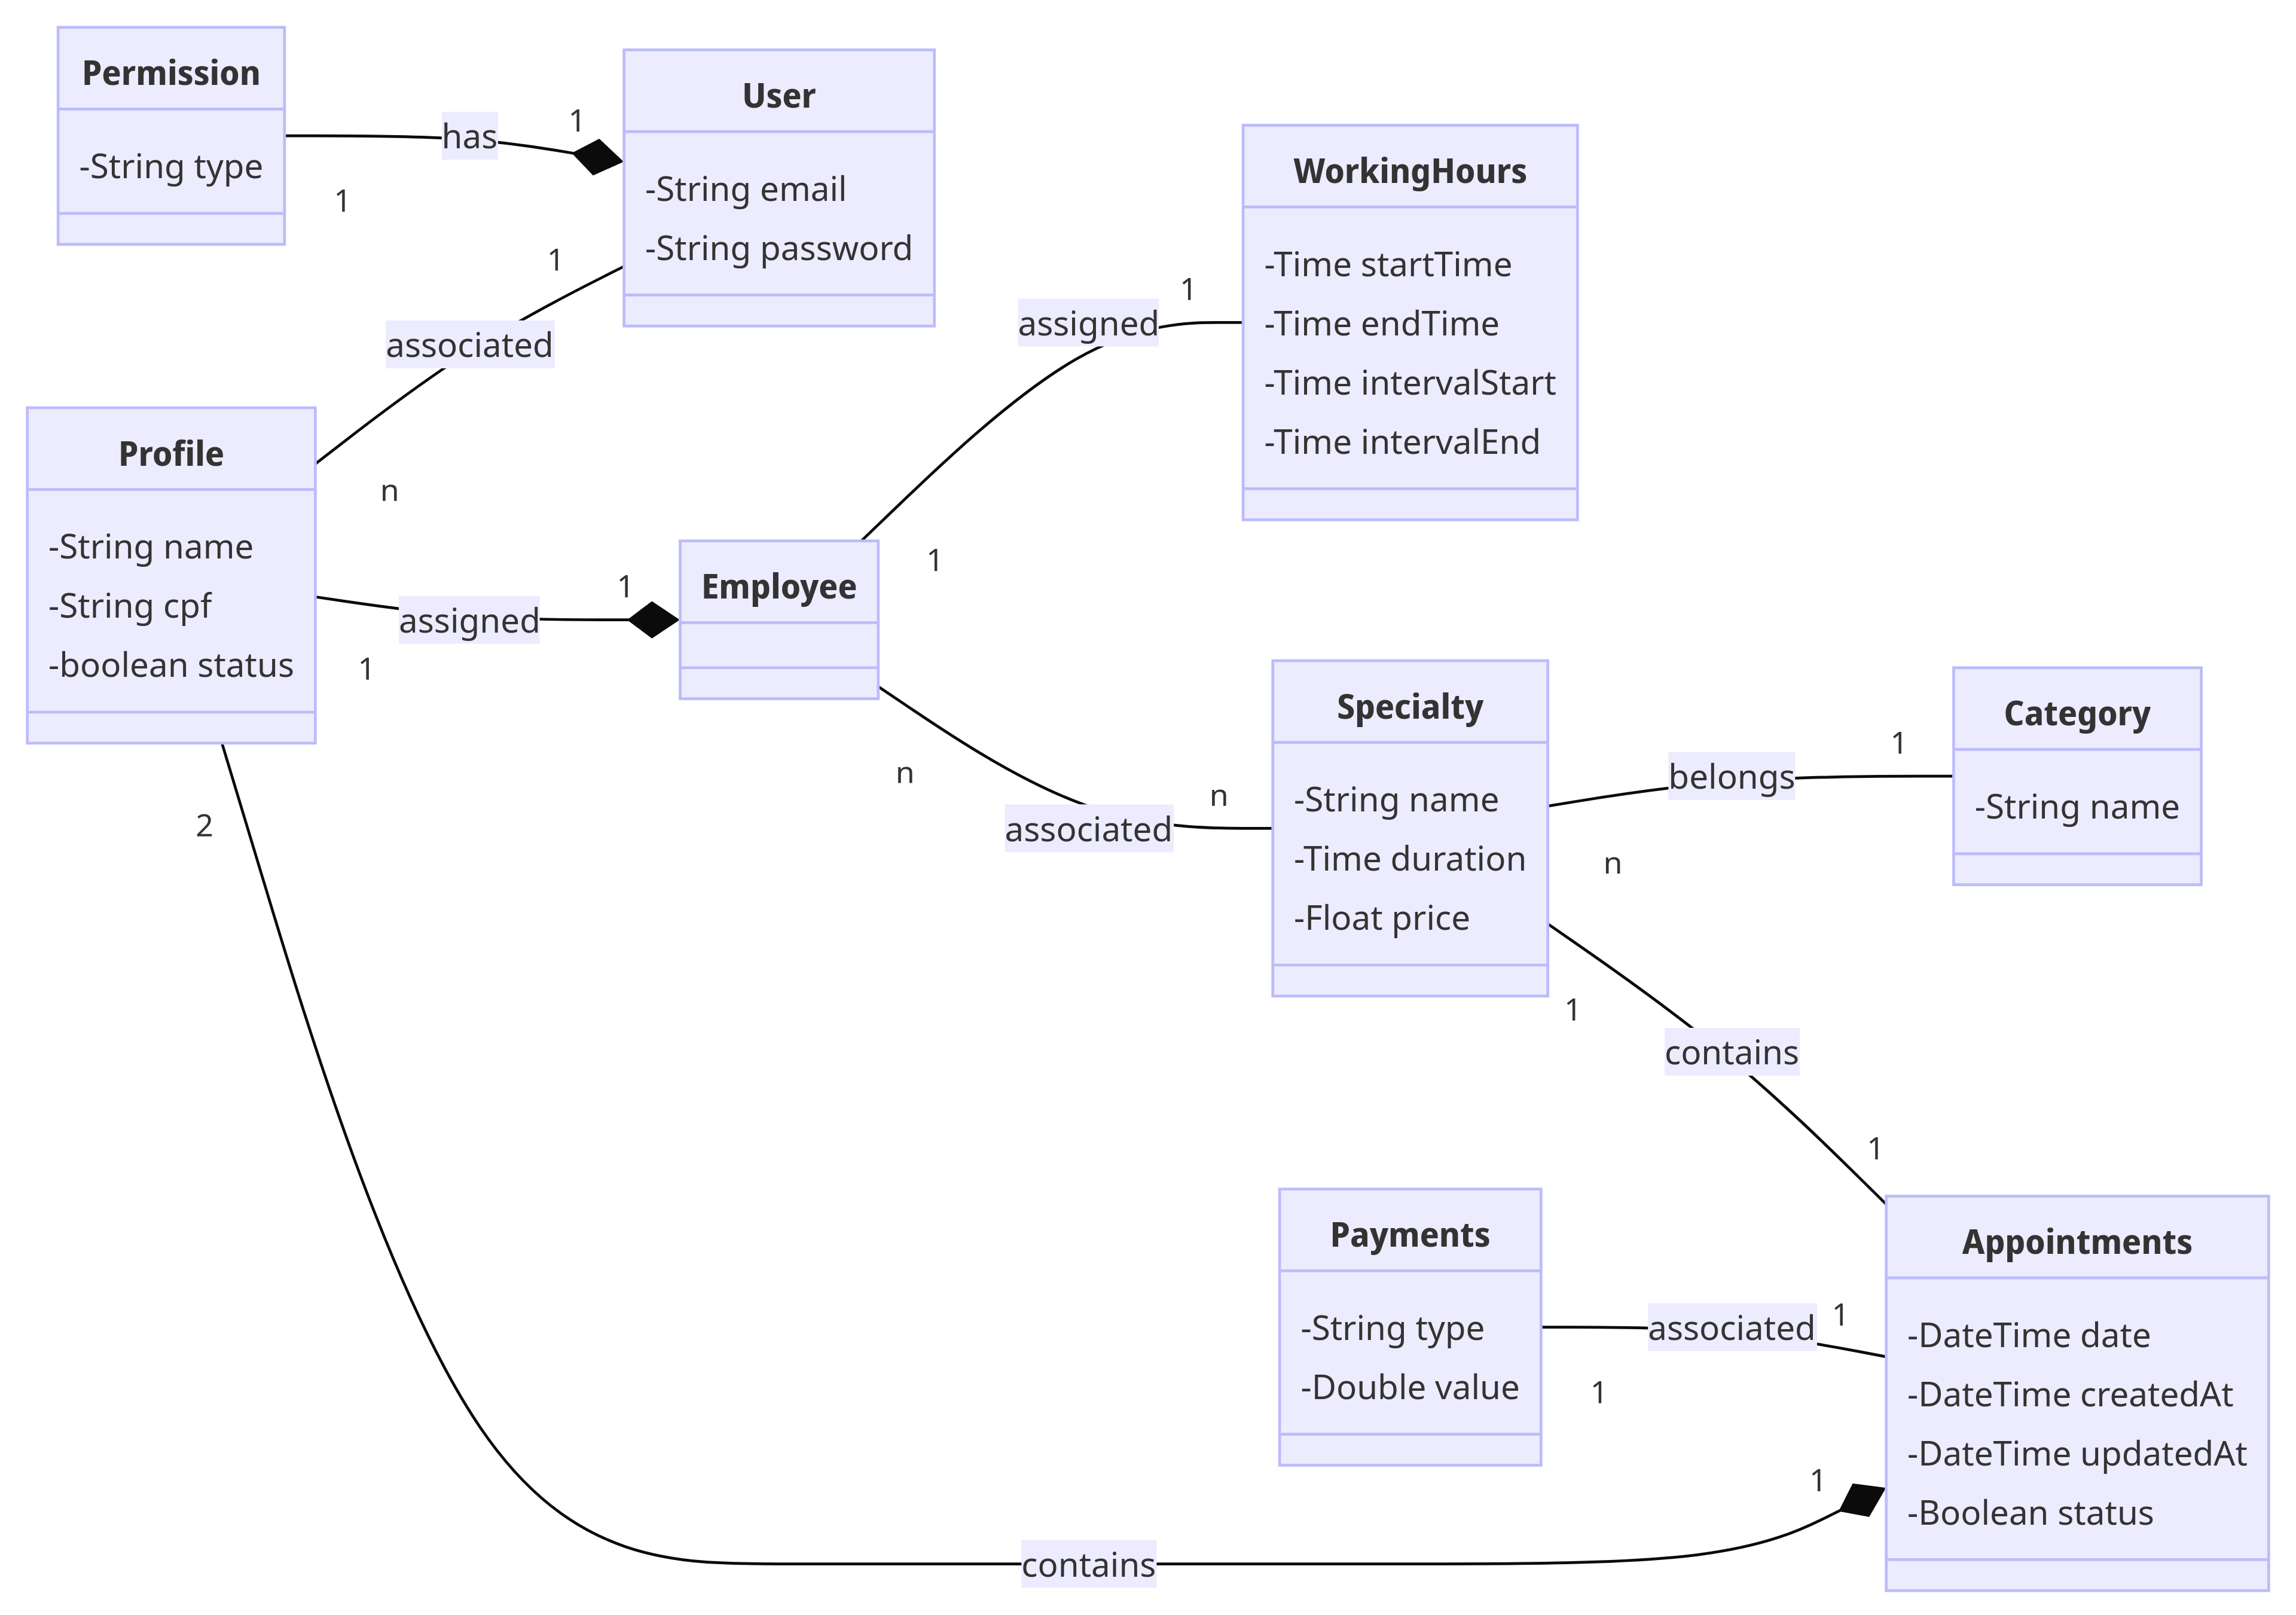 Permission
-String type
has
1
1
User
-String email
-String password
associated
1
n
Profile
-String name
-String cpf
-boolean status
assigned
1
1
Employee
assigned
1
1
WorkingHours
-Time startTime
-Time endTime
-Time intervalStart
-Time intervalEnd
associated
n
n
Specialty
-String name
-Time duration
-Float price
belongs
1
n
Category
-String name
contains
1
1
Payments
-String type
-Double value
associated
1
1
Appointments
-DateTime date
-DateTime createdAt
-DateTime updatedAt
-Boolean status
2
contains
1